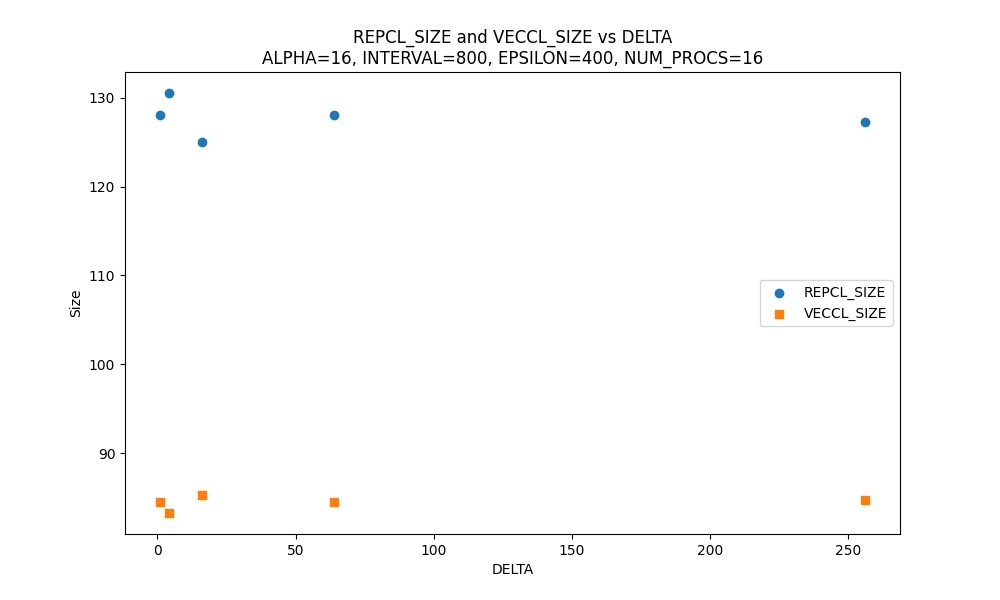 REPCL_SIZE and VECCL_SIZE vs DELTA
ALPHA=16, INTERVAL=800, EPSILON=400, NUM_PROCS=16
130
120
110
100
90
Size
REPCL_SIZE
VECCL_SIZE
0 50 100 150 200 250
DELTA